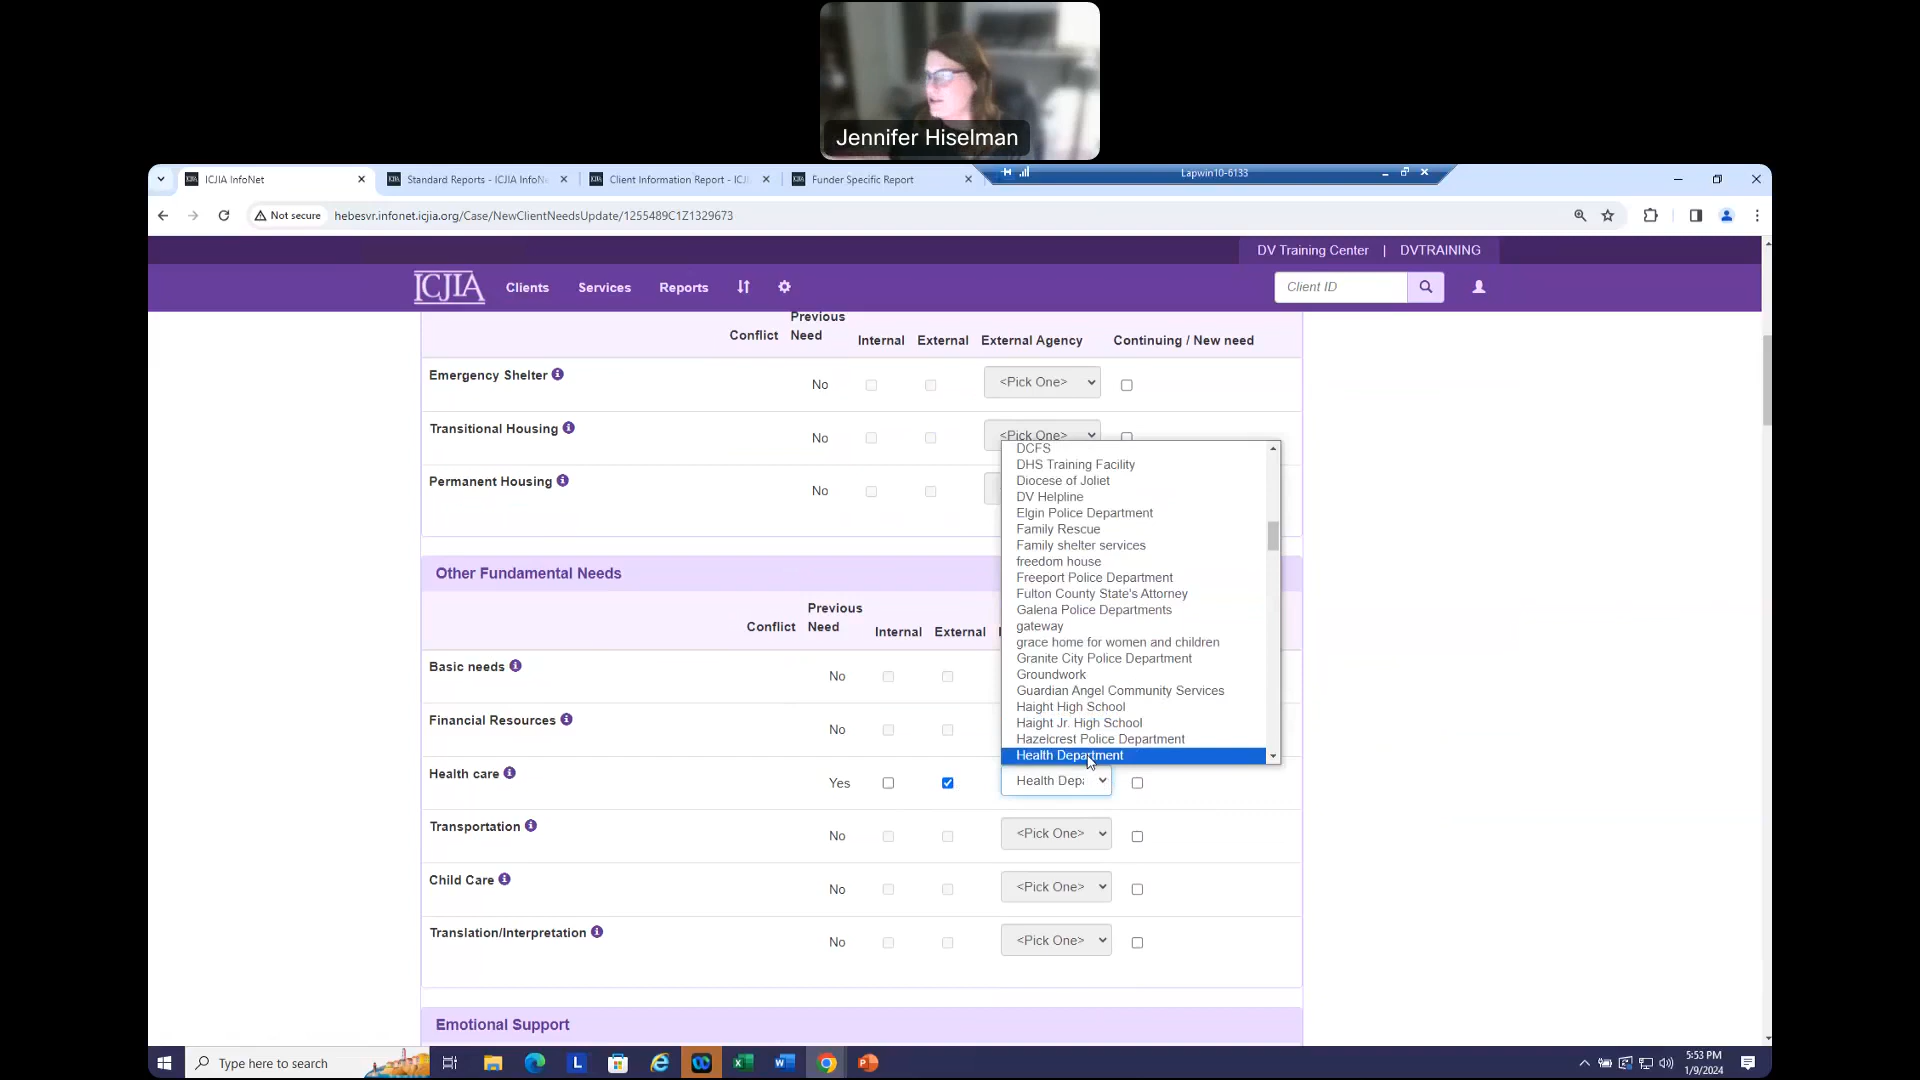 Jennifer Hiselman
ICJIA InfoNet
Standard Reports - ICJIA InfoN
Client Information Report - ICJ
Funder Specific Report
Lapwin10-6133
Not secure
hebesvr.infonet.icjia.org/Case/NewClientNeedsUpdate/1255489C1Z1329673
DV Training Center | DVTRAINING
ICJIA Clients Services Reports Client ID
Conflict Previous Need Internal External External Agency Continuing / New need
Emergency Shelter No <Pick One>
Transitional Housing No <Pick One>
Permanent Housing No
DCFS
DHS Training Facility
Diocese of Joliet
DV Helpline
Elgin Police Department
Family Rescue
Family shelter services
freedom house
Freeport Police Department
Fulton County State's Attorney
Galena Police Departments
gateway
grace home for women and children
Granite City Police Department
Groundwork
Guardian Angel Community Services
Haight High School
Haight Jr. High School
Hazelcrest Police Department
Health Department
Other Fundamental Needs
Conflict Previous Need Internal External
Basic needs No
Financial Resources No
Health care Yes Health Depa
Transportation No <Pick One>
Child Care No <Pick One>
Translation/Interpretation No <Pick One>
Emotional Support
Type here to search
5:53 PM
1/9/2024